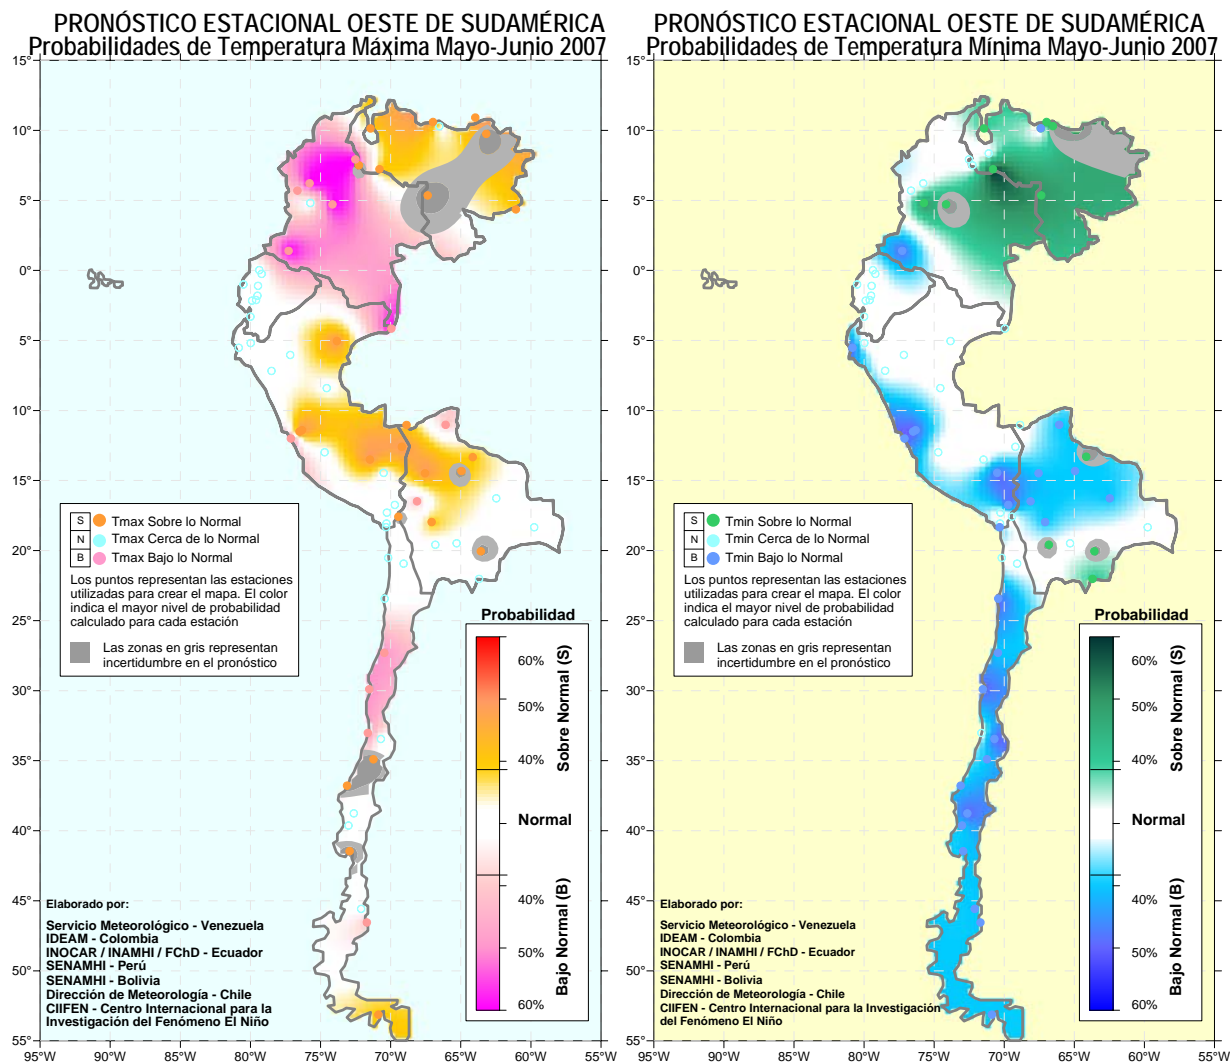 PRONÓSTICO ESTACIONAL OESTE DE SUDAMÉRICA
Probabilidades de Temperatura Máxima Mayo-Junio 2007
15°
10°
5°
0°
5°
10°
15°
20°
25°
30°
35°
40°
45°
50°
55°
95°W
90°W
85°W
80°W
75°W
70°W
65°W
60°W
55°W
S Tmax Sobre lo Normal
N Tmax Cerca de lo Normal
B Tmax Bajo lo Normal
Los puntos representan las estaciones
utilizadas para crear el mapa. El color
indica el mayor nivel de probabilidad
calculado para cada estación
Las zonas en gris representan
incertidumbre en el pronóstico
Probabilidad
60%
50%
40%
Sobre Normal (S)
Normal
40%
50%
60%
Bajo Normal (B)
Elaborado por:
Servicio Meteorológico - Venezuela
IDEAM - Colombia
INOCAR / INAMHI / FChD - Ecuador
SENAMHI - Perú
SENAMHI - Bolivia
Dirección de Meteorología - Chile
CIIFEN - Centro Internacional para la
Investigación del Fenómeno El Niño
PRONÓSTICO ESTACIONAL OESTE DE SUDAMÉRICA
Probabilidades de Temperatura Mínima Mayo-Junio 2007
15°
10°
5°
0°
5°
10°
15°
20°
25°
30°
35°
40°
45°
50°
55°
95°W
90°W
85°W
80°W
75°W
70°W
65°W
60°W
55°W
S Tmin Sobre lo Normal
N Tmin Cerca de lo Normal
B Tmin Bajo lo Normal
Los puntos representan las estaciones
utilizadas para crear el mapa. El color
indica el mayor nivel de probabilidad
calculado para cada estación
Las zonas en gris representan
incertidumbre en el pronóstico
Probabilidad
60%
50%
40%
Sobre Normal (S)
Normal
40%
50%
60%
Bajo Normal (B)
Elaborado por:
Servicio Meteorológico - Venezuela
IDEAM - Colombia
INOCAR / INAMHI / FChD - Ecuador
SENAMHI - Perú
SENAMHI - Bolivia
Dirección de Meteorología - Chile
CIIFEN - Centro Internacional para la Investigación
del Fenómeno El Niño